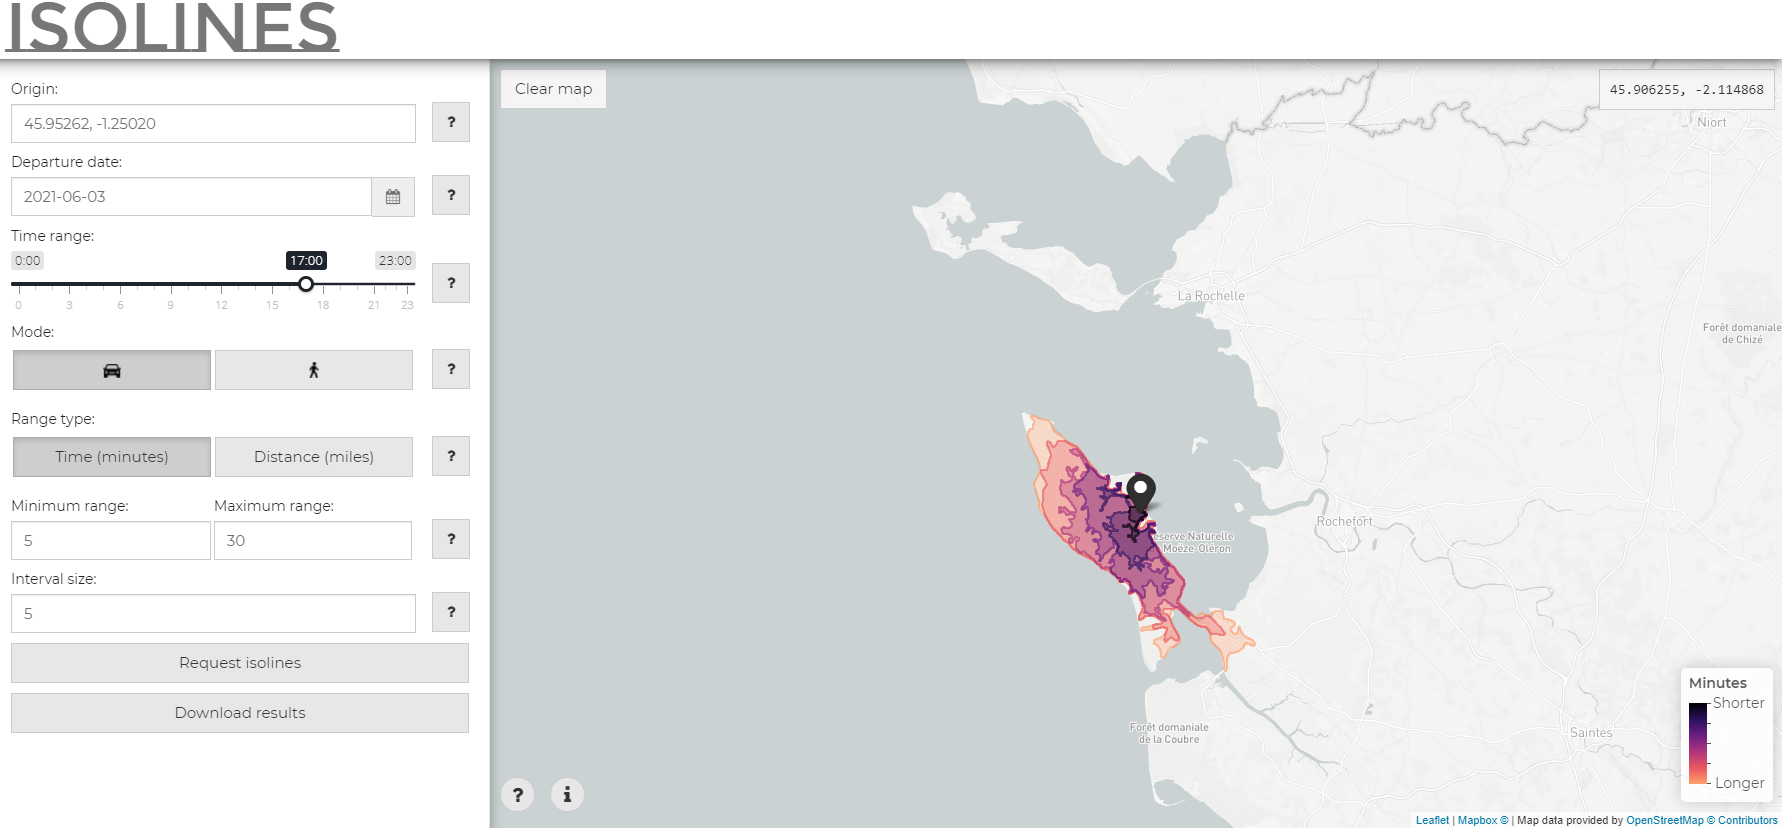 ISOLINES
Origin:
45.95262, -1.25020
?
Departure date:
2021-06-03
?
Time range:
0:00
17:00
23:00
0 3 6 9 12 15 18 21 23
?
Mode:
?
Range type:
Time (minutes)
Distance (miles)
?
Minimum range:
Maximum range:
5
30
?
Interval size:
5
?
Request isolines
Download results
Clear map
45.906255, -2.114868
Niort
La Rochelle
Forêt domaniale
de Chizé
Rochefort
eserve Naturelle
Moëze-Oléron
Forêt domaniale
de la Coubre
Saintes
Minutes
Shorter
Longer
?
i
Leaflet | Mapbox © | Map data provided by OpenStreetMap © Contributors